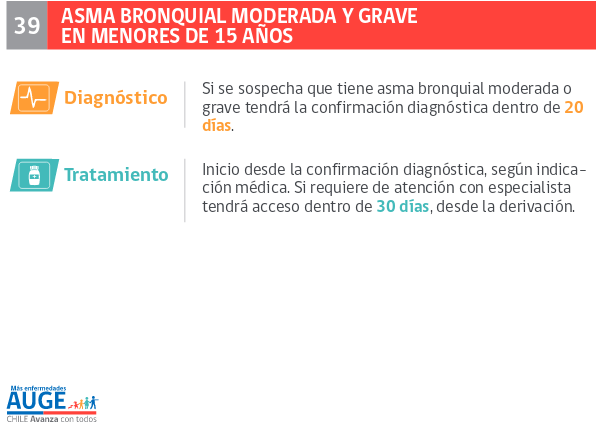 39
ASMA BRONQUIAL MODERADA Y GRAVE
EN MENORES DE 15 AÑOS
Diagnóstico
Si se sospecha que tiene asma bronquial moderada o
grave tendrá la confirmación diagnóstica dentro de 20
días.
Tratamiento
Inicio desde la confirmación diagnóstica, según indica-
ción médica. Si requiere de atención con especialista
tendrá acceso dentro de 30 días, desde la derivación.
Más enfermedades
AUGE
CHILE Avanza con todos